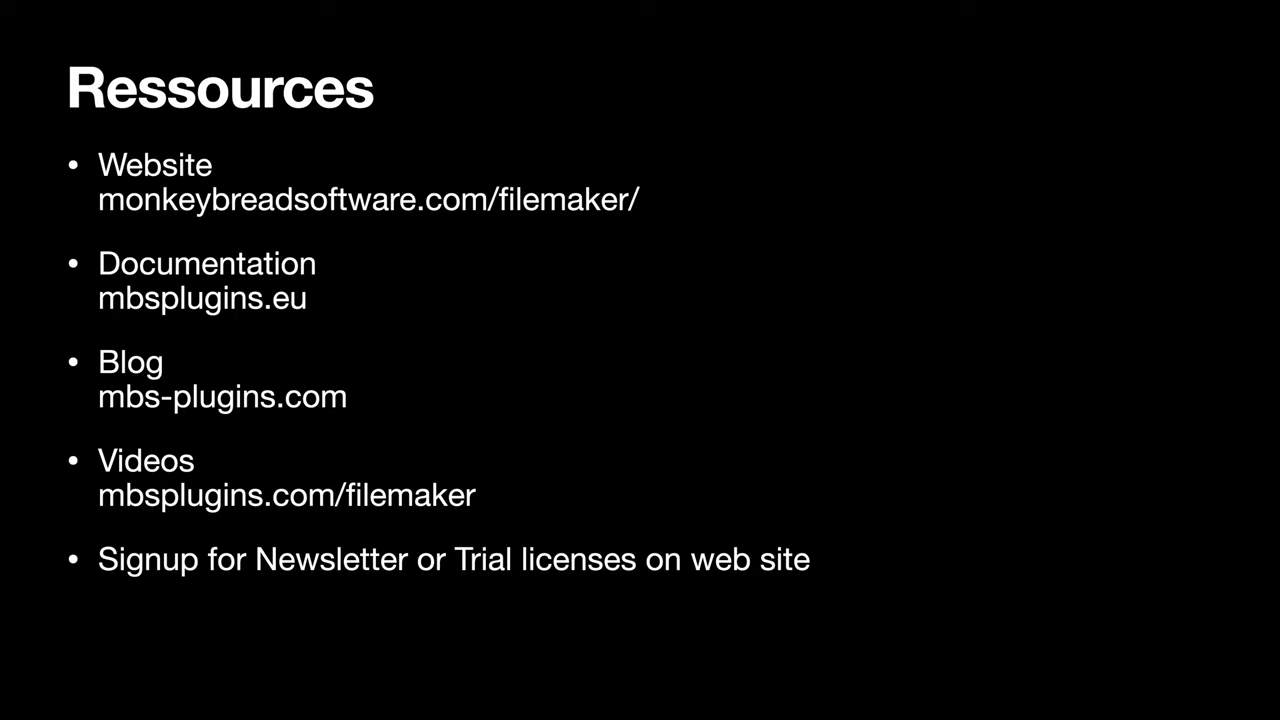 Ressources
• Website
monkeybreadsoftware.com/filemaker/
• Documentation
mbsplugins.eu
• Blog
mbs-plugins.com
• Videos
mbsplugins.com/filemaker
• Signup for Newsletter or Trial licenses on web site